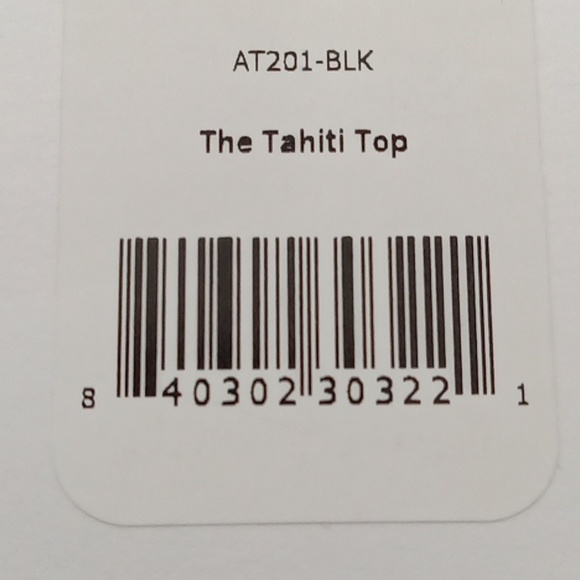 AT201-BLK
The Tahiti Top
8 40302 30322 1